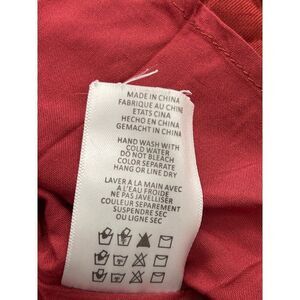 MADE IN CHINA
FABRIQUE AU CHINE
ETATS CINA
HECHO EN CHINA
GEMACHT IN CHINA
HAND WASH WITH
COLD WATER
DO NOT BLEACH
COLOR SEPARATE
HANG OR LINE DRY
LAVER A LA MAIN AVEC
A L'EAU FROIDE
NE PAS JAVELLISER
COULEUR SEPAREMENT
SUSPENDRE SEC
OU LIGNE SEC